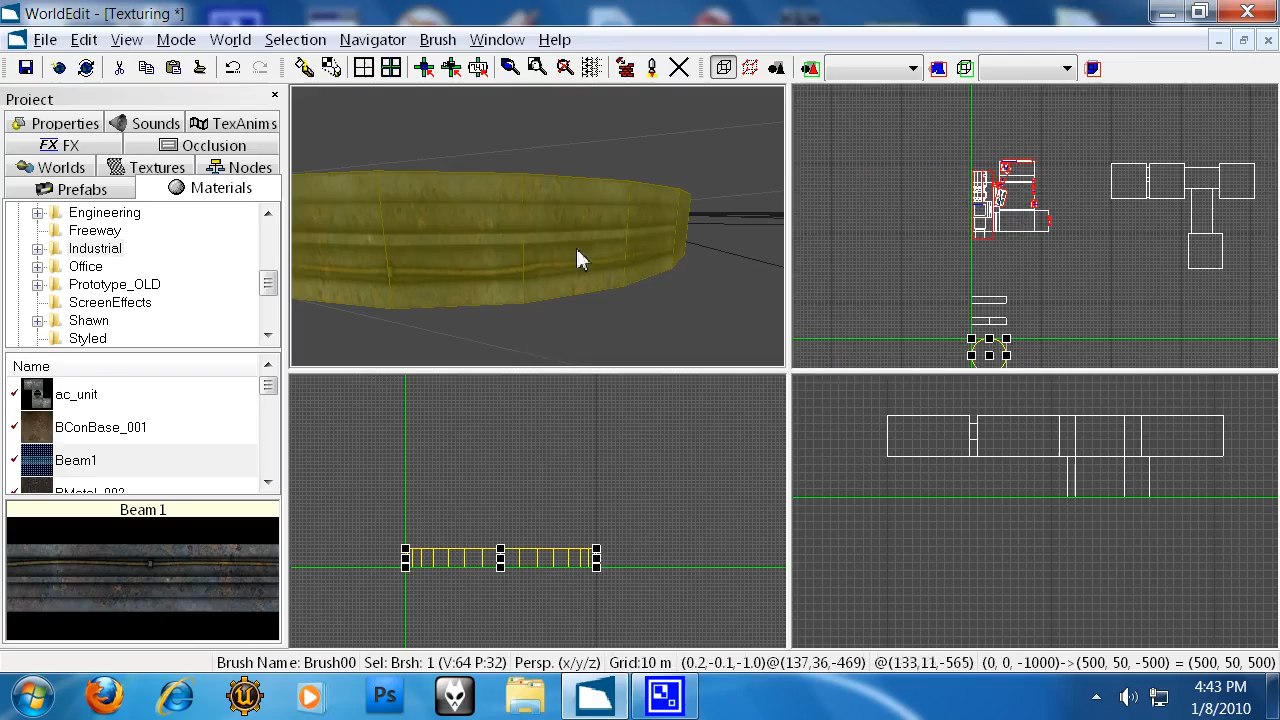 WorldEdit - [Texturing *]
File Edit View Mode World Selection Navigator Brush Window Help
Project
Properties Sounds TexAnims
FX FX Occlusion
Worlds Textures Nodes
Prefabs Materials
Engineering
Freeway
Industrial
Office
Prototype_OLD
ScreenEffects
Shawn
Styled
Name
ac_unit
BConBase_001
Beam1
Beam1
Brush Name: Brush00 Sel: Brsh: 1 (V:64 P:32) Persp. (x/y/z) Grid:10 m (0.2,-0.1,-1.0)@(137,36,-469) @(133,11,-565) (0, 0, -1000)->(500, 50, -500) = (500, 50, 500)
Ps
4:43 PM
1/8/2010